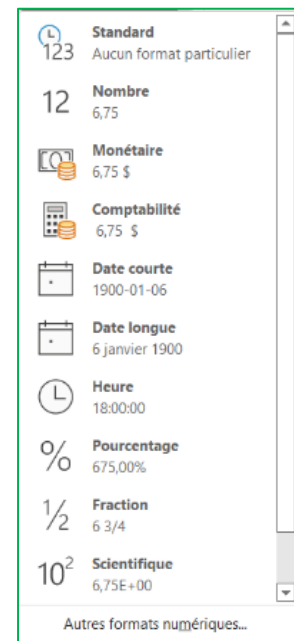 123
Standard
Aucun format particulier
12
Nombre
6,75
Monétaire
6,75 $
Comptabilité
6,75 $
Date courte
1900-01-06
Date longue
6 janvier 1900
Heure
18:00:00
%
Pourcentage
675,00%
1/2
Fraction
6 3/4
10²
Scientifique
6,75E+00
Autres formats numériques...